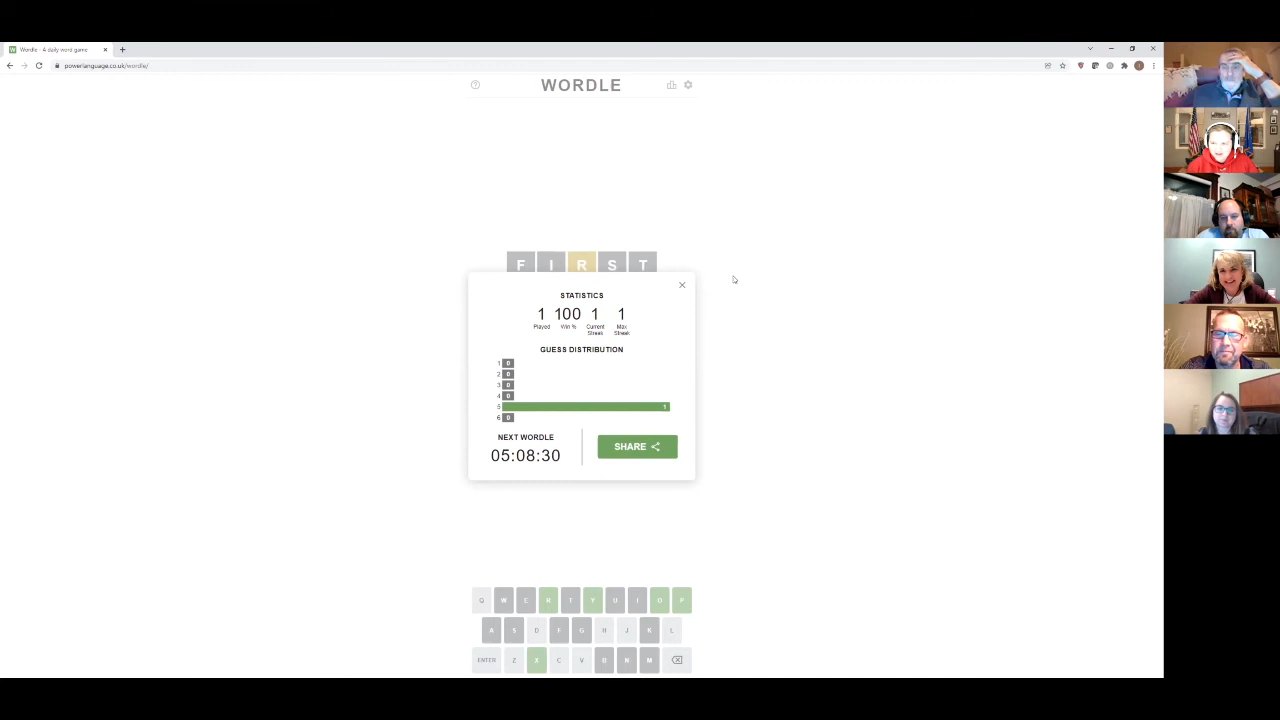 Wordle - A daily word game
powerlanguage.co.uk/wordle/
WORDLE
F I R S T
STATISTICS
1 100 1 1
Played Win % Current Streak Max Streak
GUESS DISTRIBUTION
1 0
2 0
3 0
4 0
5 1
6 0
NEXT WORDLE
05:08:30
SHARE
Q W E R T Y U I O P
A S D F G H J K L
ENTER Z X C V B N M